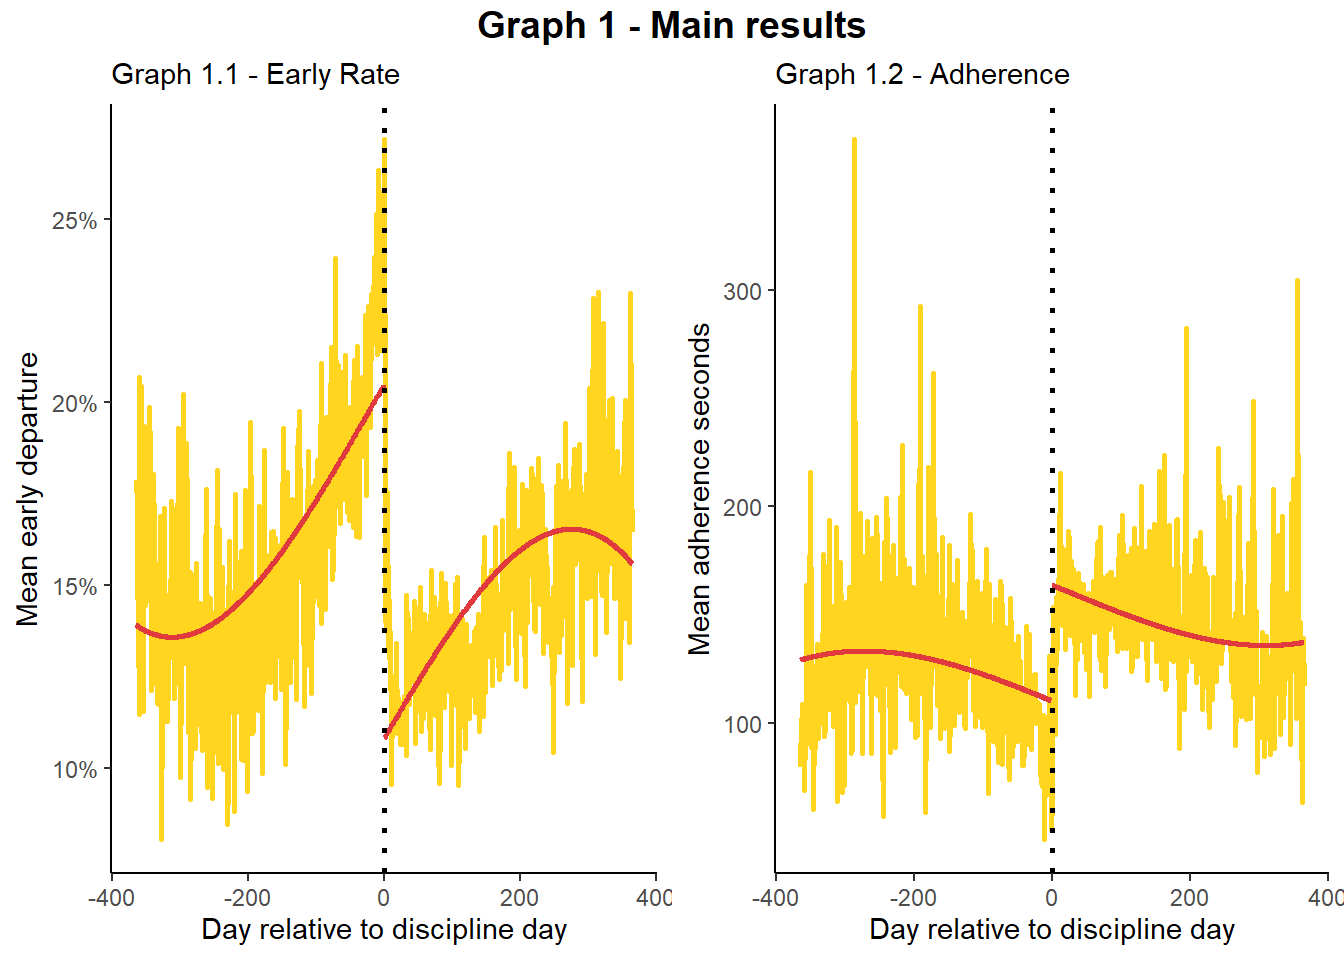 Graph 1 - Main results
Graph 1.1 - Early Rate
Mean early departure
25%
20%
15%
10%
-400
-200
0
200
400
Day relative to discipline day
Graph 1.2 - Adherence
Mean adherence seconds
300
200
100
-400
-200
0
200
400
Day relative to discipline day